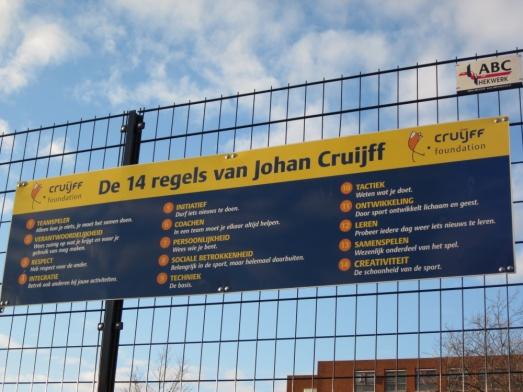 ABC
HEKWERK
cruijff
foundation
De 14 regels van Johan Cruijff
cruijff
foundation
1 TEAMSPELER
Alleen kun je niets, je moet het samen doen.
2 VERANTWOORDELIJKHEID
Wees zuinig op wat je krijgt en waar je
gebruik van mag maken.
3 RESPECT
Heb respect voor de ander.
4 INTEGRATIE
Betrek ook anderen bij jouw activiteiten.
5 INITIATIEF
Durf iets nieuws te doen.
6 COACHEN
In een team moet je elkaar altijd helpen.
7 PERSOONLIJKHEID
Wees wie je bent.
8 SOCIALE BETROKKENHEID
Belangrijk in de sport, maar helemaal daarbuiten.
9 TECHNIEK
De basis.
10 TACTIEK
Weten wat je doet.
11 ONTWIKKELING
Door sport ontwikkelt lichaam en geest.
12 LEREN
Probeer iedere dag weer iets nieuws te leren.
13 SAMENSPELEN
Wezenlijk onderdeel van het spel.
14 CREATIVITEIT
De schoonheid van de sport.